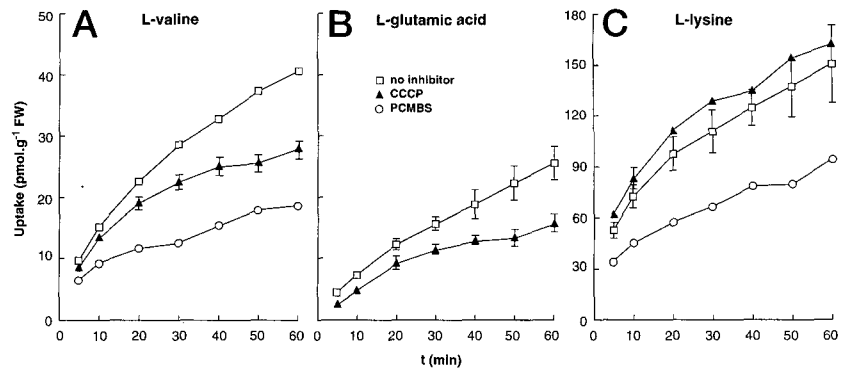 A L-valine
B L-glutamic acid
C L-lysine
50
40
30
20
10
0
180
150
120
90
60
30
0
Uptake (pmol.g⁻¹ FW)
no inhibitor
CCCP
PCMBS
0 10 20 30 40 50 60
0 10 20 30 40 50 60
0 10 20 30 40 50 60
t (min)